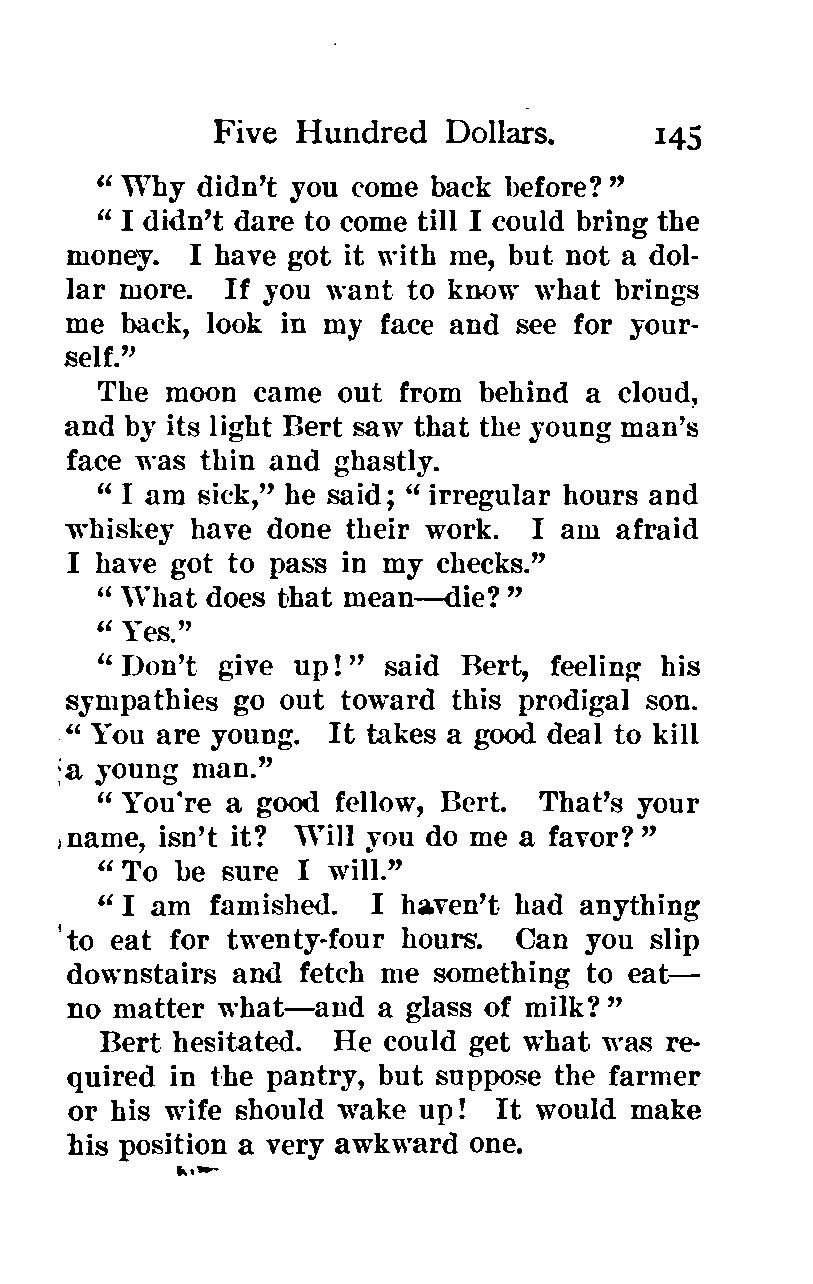 Five Hundred Dollars. 145
“ Why didn’t you come back before? ”
“ I didn’t dare to come till I could bring the
money. I have got it with me, but not a dol-
lar more. If you want to know what brings
me back, look in my face and see for your-
self.”
The moon came out from behind a cloud,
and by its light Bert saw that the young man’s
face was thin and ghastly.
“ I am sick,” he said; “ irregular hours and
whiskey have done their work. I am afraid
I have got to pass in my checks.”
“ What does that mean—die? ”
“ Yes.”
“ Don’t give up! ” said Bert, feeling his
sympathies go out toward this prodigal son.
“ You are young. It takes a good deal to kill
a young man.”
“ You’re a good fellow, Bert. That’s your
name, isn’t it? Will you do me a favor? ”
“ To be sure I will.”
“ I am famished. I haven’t had anything
to eat for twenty-four hours. Can you slip
downstairs and fetch me something to eat—
no matter what—and a glass of milk? ”
Bert hesitated. He could get what was re-
quired in the pantry, but suppose the farmer
or his wife should wake up! It would make
his position a very awkward one.